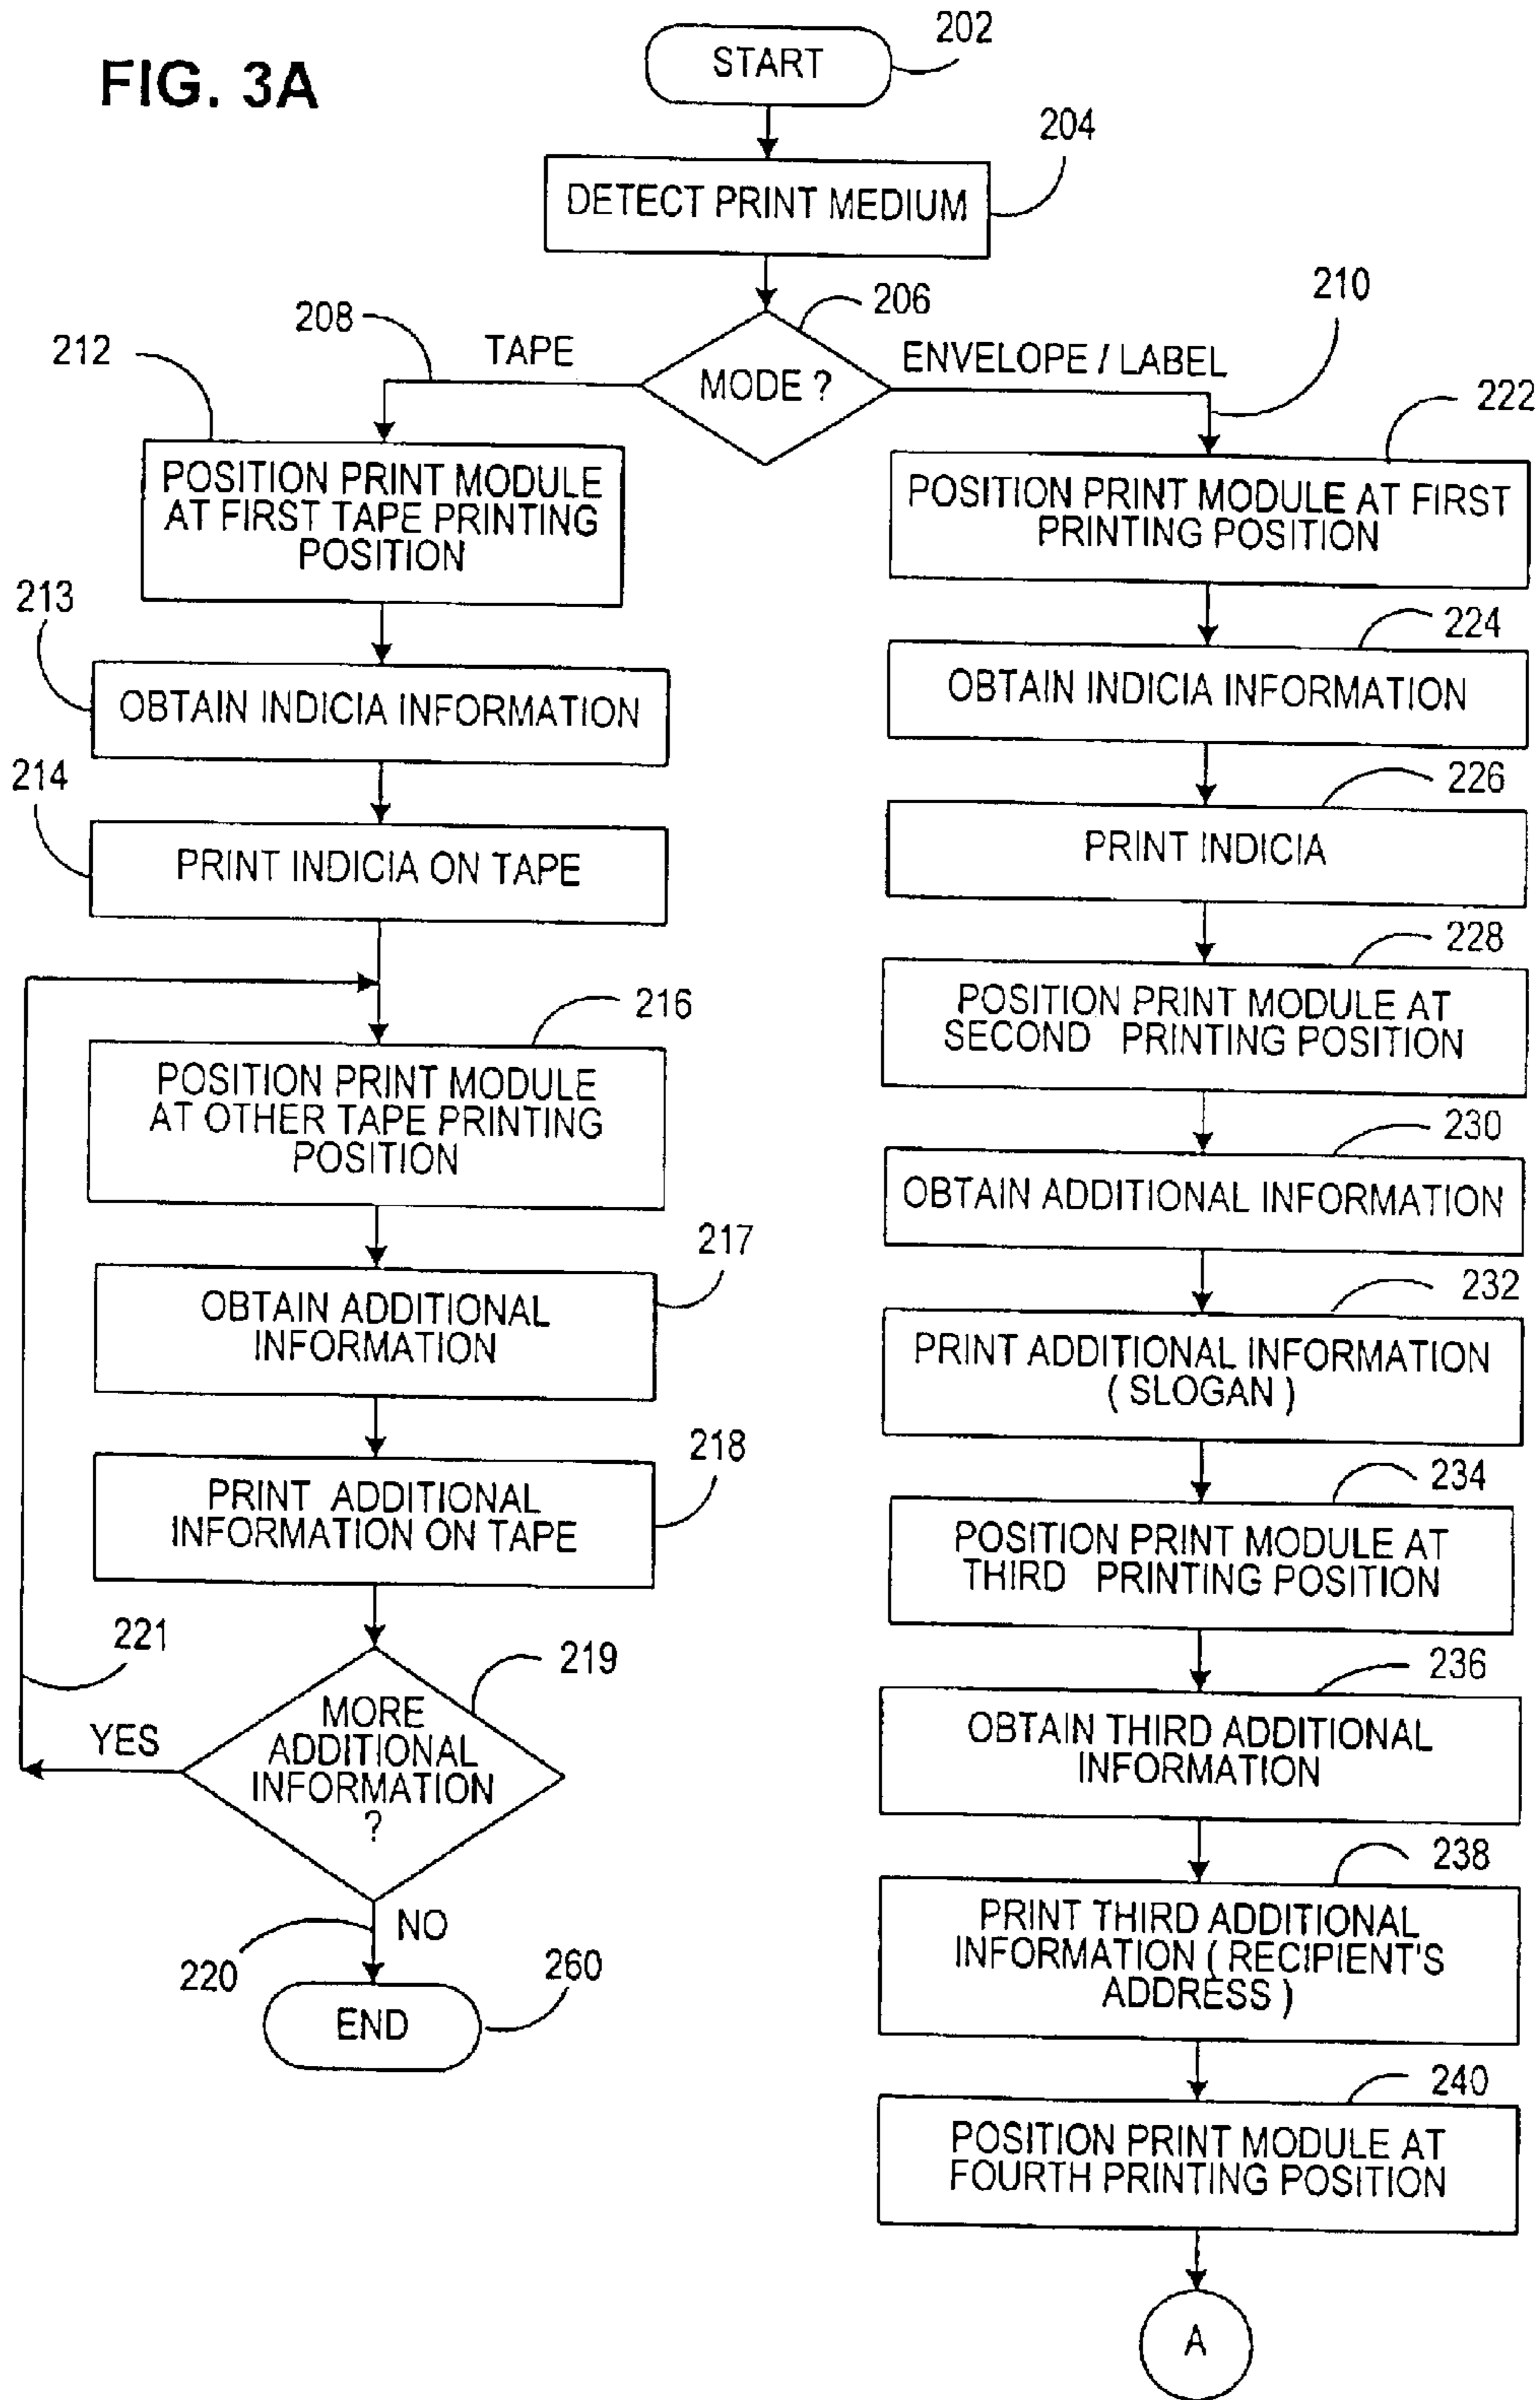 FIG. 3A
START
202
DETECT PRINT MEDIUM
204
MODE ?
206
TAPE
208
ENVELOPE / LABEL
210
212
POSITION PRINT MODULE
AT FIRST TAPE PRINTING
POSITION
213
OBTAIN INDICIA INFORMATION
214
PRINT INDICIA ON TAPE
216
POSITION PRINT MODULE
AT OTHER TAPE PRINTING
POSITION
217
OBTAIN ADDITIONAL
INFORMATION
218
PRINT ADDITIONAL
INFORMATION ON TAPE
219
MORE
ADDITIONAL
INFORMATION
?
YES
221
NO
220
END
260
222
POSITION PRINT MODULE AT FIRST
PRINTING POSITION
224
OBTAIN INDICIA INFORMATION
226
PRINT INDICIA
228
POSITION PRINT MODULE AT
SECOND PRINTING POSITION
230
OBTAIN ADDITIONAL INFORMATION
232
PRINT ADDITIONAL INFORMATION
( SLOGAN )
234
POSITION PRINT MODULE AT
THIRD PRINTING POSITION
236
OBTAIN THIRD ADDITIONAL
INFORMATION
238
PRINT THIRD ADDITIONAL
INFORMATION ( RECIPIENT'S
ADDRESS )
240
POSITION PRINT MODULE AT
FOURTH PRINTING POSITION
A